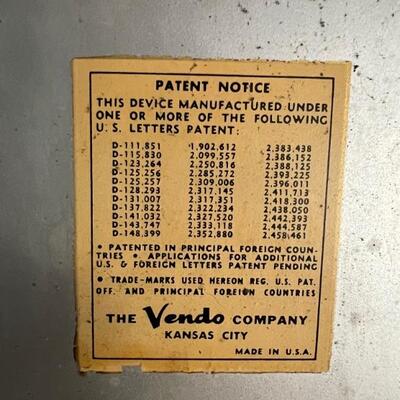 PATENT NOTICE
THIS DEVICE MANUFACTURED UNDER
ONE OR MORE OF THE FOLLOWING
U. S. LETTERS PATENT:
D-111,851 1,902,612 2,383,438
D-115,830 2,099,557 2,386,152
D-123,264 2,250,816 2,388,125
D-125,256 2,285,272 2,393,225
D-125,257 2,309,006 2,396,011
D-128,293 2,317,145 2,411,713
D-131,007 2,317,351 2,418,300
D-137,822 2,322,234 2,438,050
D-141,032 2,327,520 2,442,393
D-143,747 2,333,118 2,444,587
D-148,399 2,352,880 2,458,461
• PATENTED IN PRINCIPAL FOREIGN COUN-
TRIES • APPLICATIONS FOR ADDITIONAL
U.S. & FOREIGN LETTERS PATENT PENDING
• TRADE-MARKS USED HEREON REG. U.S. PAT.
OFF. AND PRINCIPAL FOREIGN COUNTRIES
THE Vendo COMPANY
KANSAS CITY
MADE IN U.S.A.